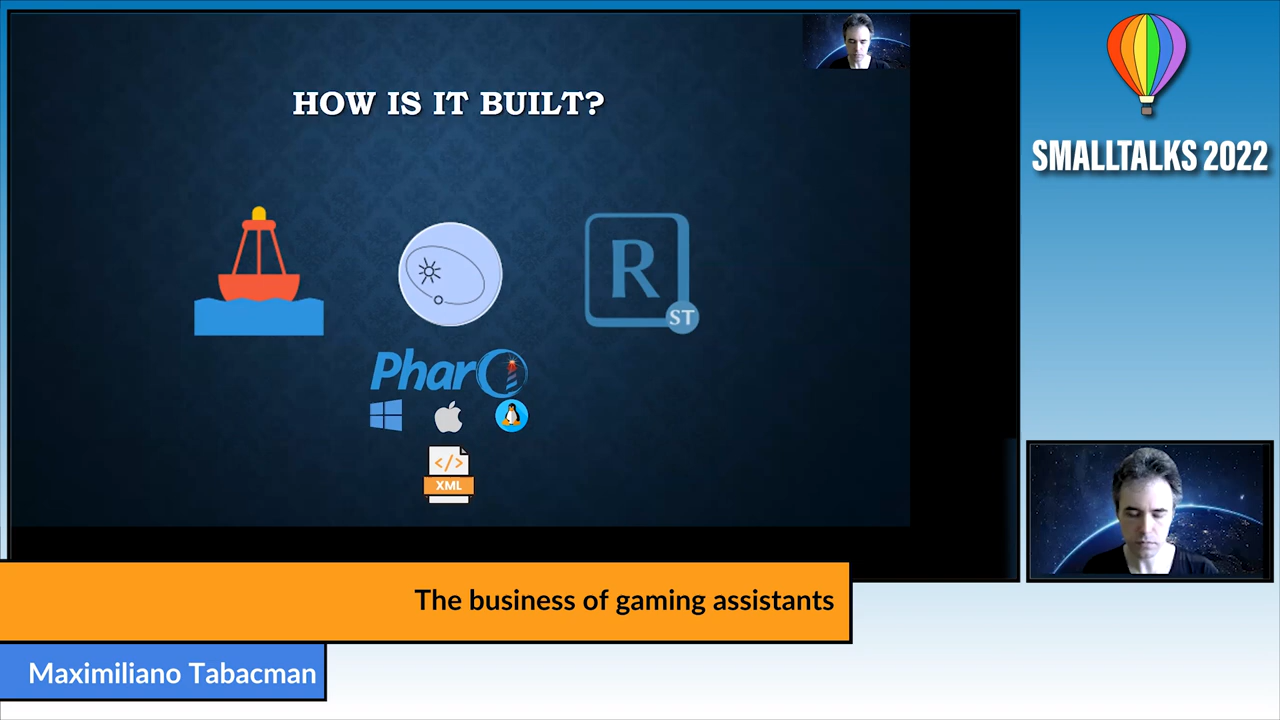 HOW IS IT BUILT?
R
ST
Pharo
</>
XML
SMALLTALKS 2022
The business of gaming assistants
Maximiliano Tabacman